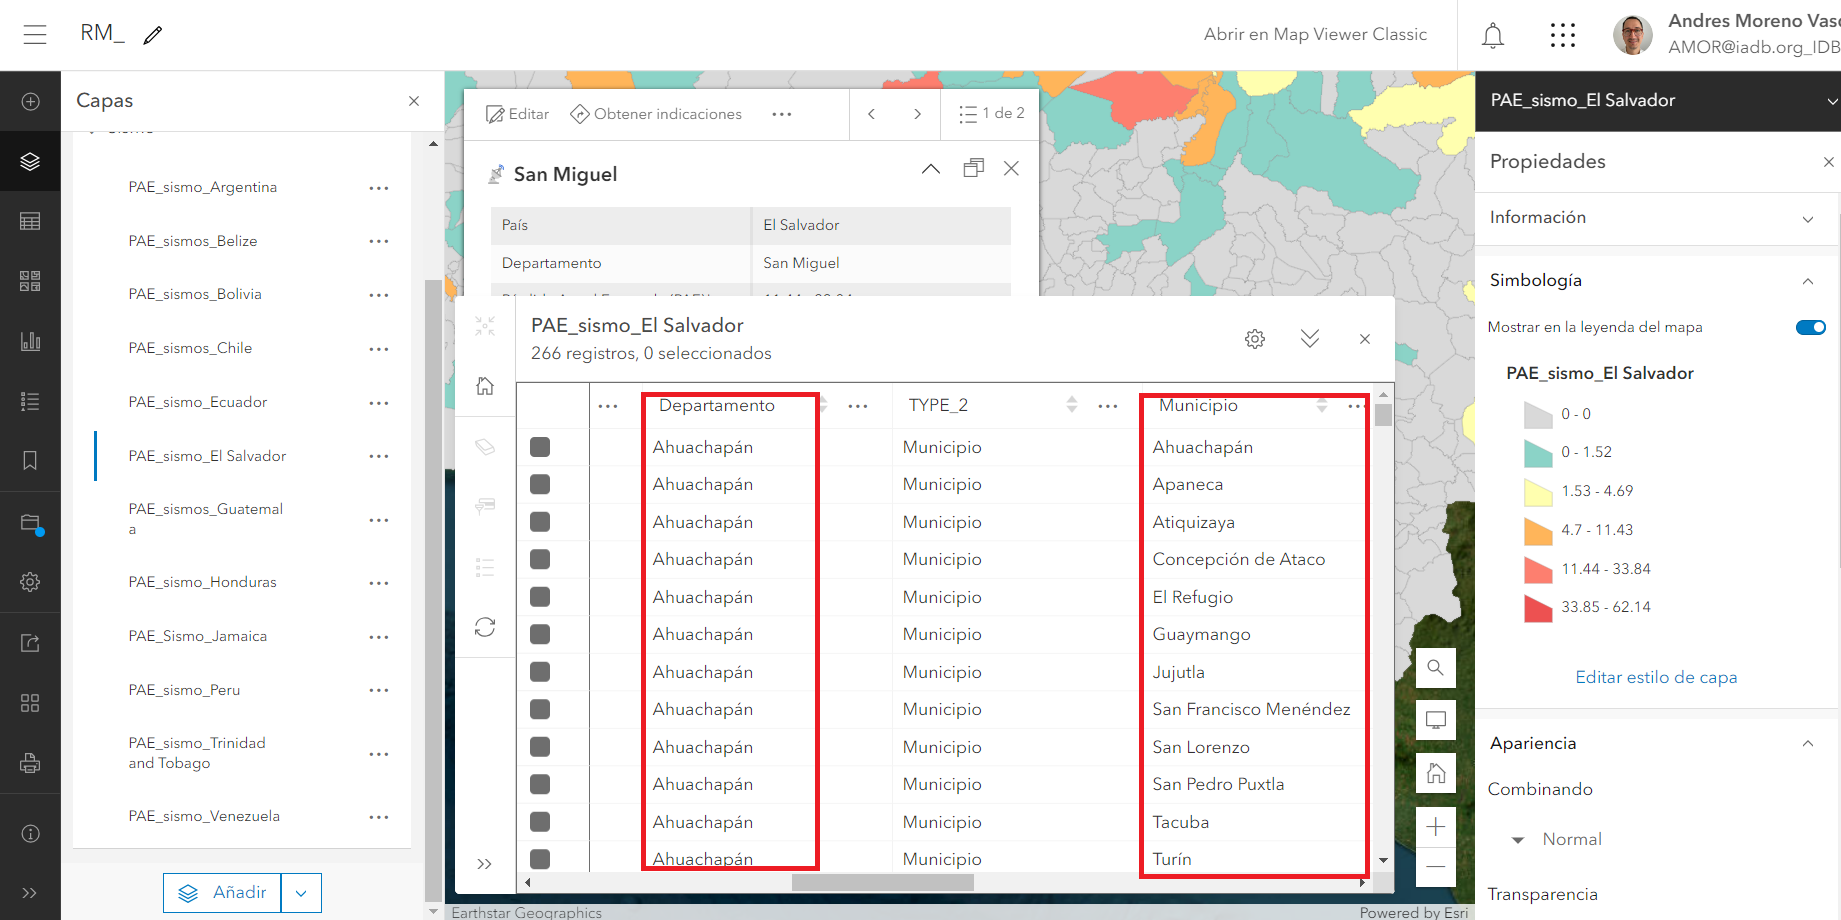 RM_
Abrir en Map Viewer Classic
Andres Moreno Vasc
AMOR@iadb.org_IDB
Capas
PAE_sismo_Argentina
PAE_sismos_Belize
PAE_sismos_Bolivia
PAE_sismos_Chile
PAE_sismo_Ecuador
PAE_sismo_El Salvador
PAE_sismos_Guatemal
a
PAE_sismo_Honduras
PAE_Sismo_Jamaica
PAE_sismo_Peru
PAE_sismo_Trinidad
and Tobago
PAE_sismo_Venezuela
Añadir
Editar
Obtener indicaciones
1 de 2
San Miguel
País
El Salvador
Departamento
San Miguel
PAE_sismo_El Salvador
266 registros, 0 seleccionados
Departamento
TYPE_2
Municipio
Ahuachapán
Municipio
Ahuachapán
Ahuachapán
Municipio
Apaneca
Ahuachapán
Municipio
Atiquizaya
Ahuachapán
Municipio
Concepción de Ataco
Ahuachapán
Municipio
El Refugio
Ahuachapán
Municipio
Guaymango
Ahuachapán
Municipio
Jujutla
Ahuachapán
Municipio
San Francisco Menéndez
Ahuachapán
Municipio
San Lorenzo
Ahuachapán
Municipio
San Pedro Puxtla
Ahuachapán
Municipio
Tacuba
Ahuachapán
Municipio
Turín
Earthstar Geographics
Powered by Esri
PAE_sismo_El Salvador
Propiedades
Información
Simbología
Mostrar en la leyenda del mapa
PAE_sismo_El Salvador
0 - 0
0 - 1.52
1.53 - 4.69
4.7 - 11.43
11.44 - 33.84
33.85 - 62.14
Editar estilo de capa
Apariencia
Combinando
Normal
Transparencia